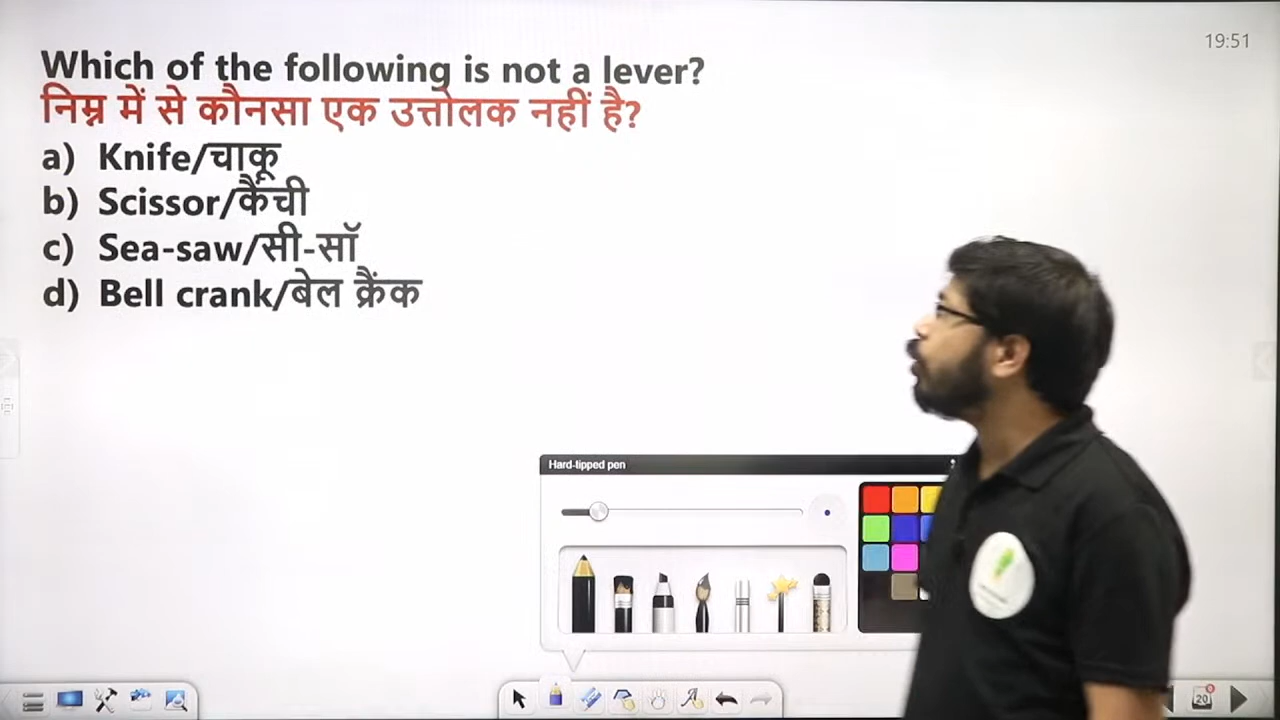 19:51
Which of the following is not a lever?
निम्न में से कौनसा एक उत्तोलक नहीं है?
a) Knife/चाकू
b) Scissor/कैंची
c) Sea-saw/सी-सॉ
d) Bell crank/बेल क्रैंक
Hard-tipped pen
20